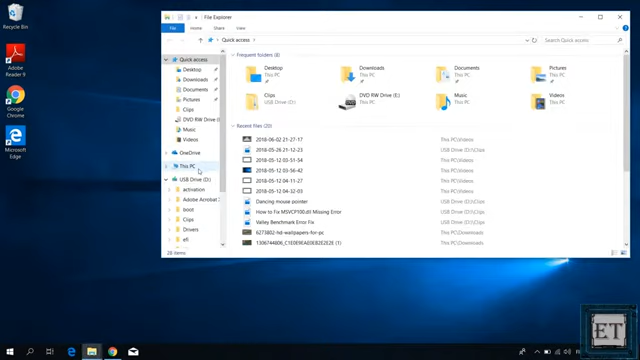 File Explorer
File
Home
Share
View
Quick access
Search Quick access
Recycle Bin
Adobe Reader 9
Google Chrome
Microsoft Edge
Quick access
Desktop
Downloads
Documents
Pictures
Clips
DVD RW Drive (E:)
Music
Videos
OneDrive
This PC
USB Drive (D:)
activation
Adobe Acrobat
boot
Clips
Drivers
efi
Frequent folders (8)
Desktop
This PC
Downloads
This PC
Documents
This PC
Pictures
This PC
Clips
USB Drive (D:)
DVD RW Drive (E:)
This PC
Music
This PC
Videos
This PC
Recent files (20)
2018-06-02 21-27-17 This PC\Videos
2018-05-26 21-12-23 USB Drive (D:)\Clips
2018-05-12 03-51-54 This PC\Videos
2018-05-12 03-56-42 This PC\Videos
2018-05-12 04-11-27 This PC\Videos
2018-05-12 04-32-03 This PC\Videos
Dancing mouse pointer USB Drive (D:)\Clips
How to Fix MSVCP100.dll Missing Error USB Drive (D:)\Clips
Valley Benchmark Error Fix USB Drive (D:)\Clips
6273802-hd-wallpapers-for-pc This PC\Downloads
This PC\Downloads
28 items
ET